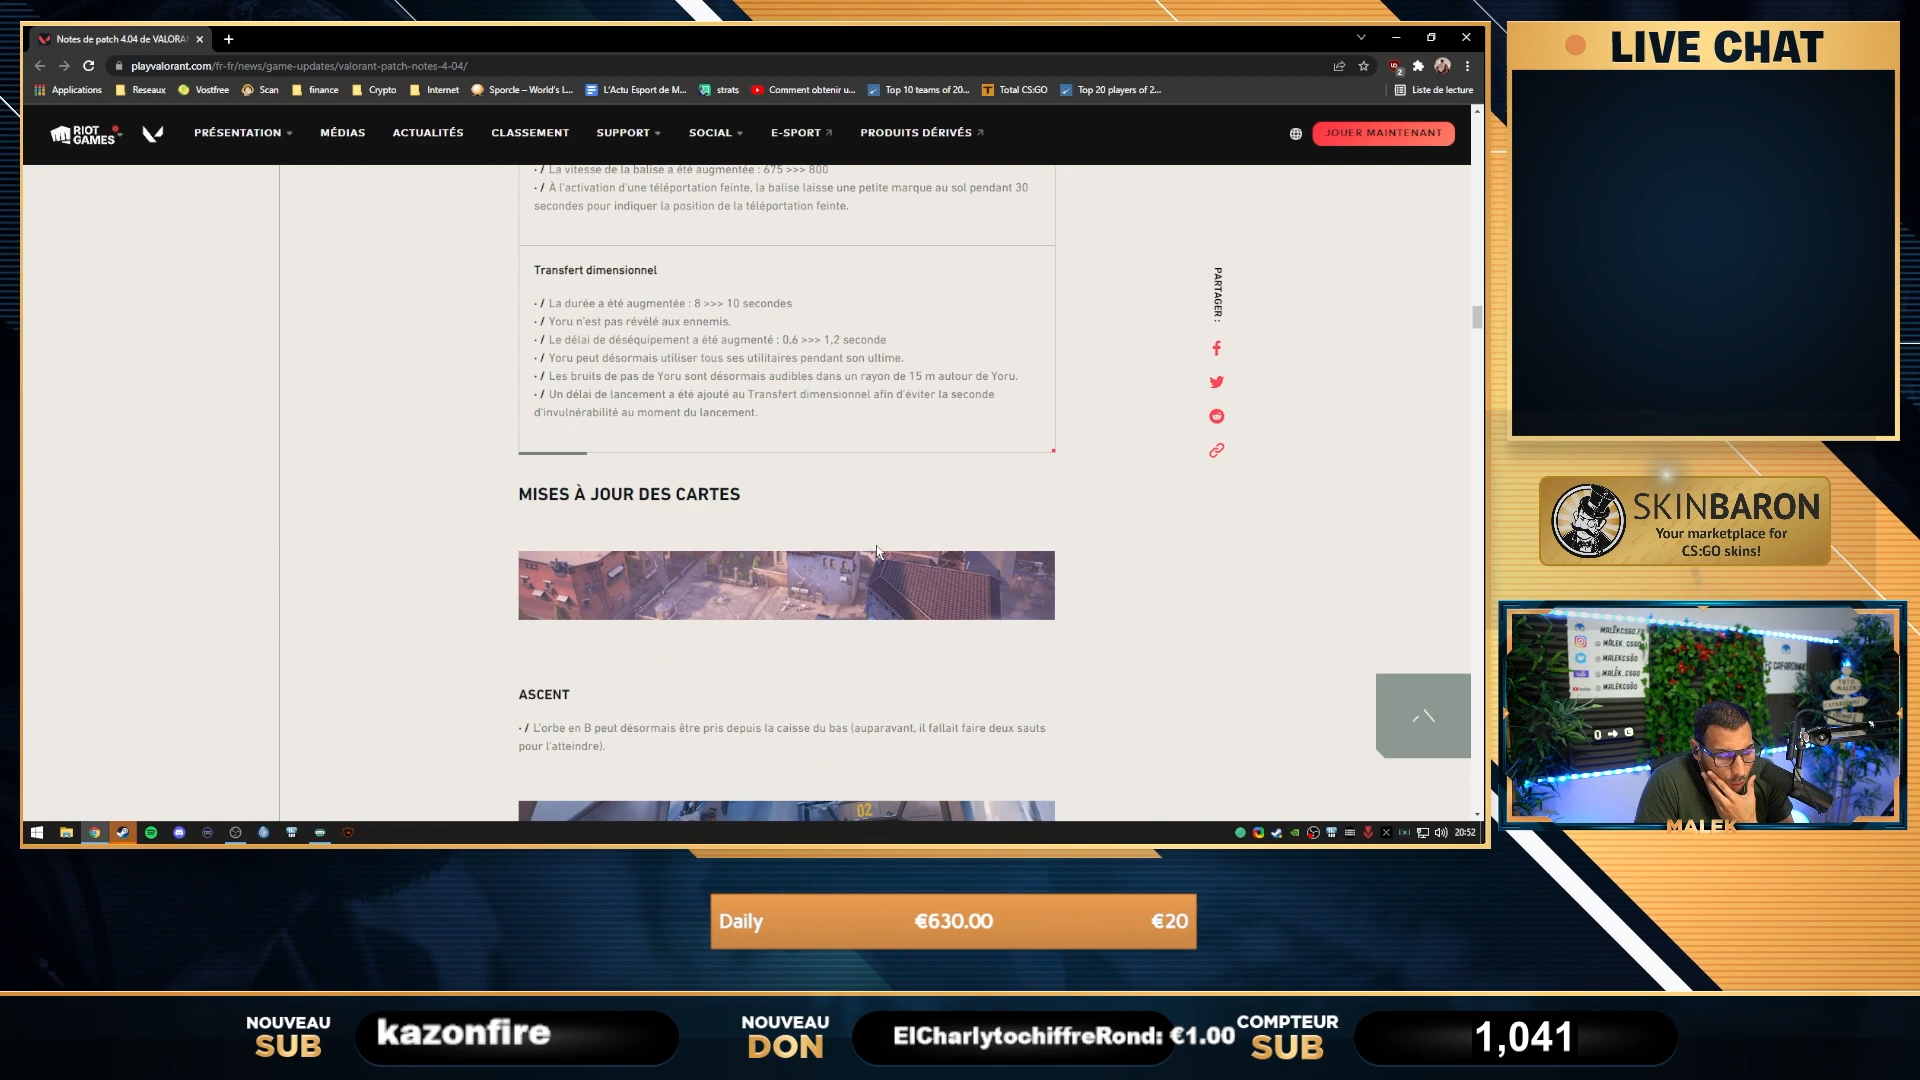 Notes de patch 4.04 de VALORA
playvalorant.com/fr-fr/news/game-updates/valorant-patch-notes-4-04/
Applications Reseaux Vostfree Scan finance Crypto Internet Sporcle – World's L... L'Actu Esport de M... strats Comment obtenir u... Top 10 teams of 20... Total CS:GO Top 20 players of 2... Liste de lecture
RIOT GAMES PRÉSENTATION MÉDIAS ACTUALITÉS CLASSEMENT SUPPORT SOCIAL E-SPORT PRODUITS DÉRIVÉS JOUER MAINTENANT
· / La vitesse de la balise a été augmentée : 675 >>> 800
· / À l'activation d'une téléportation feinte, la balise laisse une petite marque au sol pendant 30
secondes pour indiquer la position de la téléportation feinte.
Transfert dimensionnel
· / La durée a été augmentée : 8 >>> 10 secondes
· / Yoru n'est pas révélé aux ennemis.
· / Le délai de déséquipement a été augmenté : 0,6 >>> 1,2 seconde
· / Yoru peut désormais utiliser tous ses utilitaires pendant son ultime.
· / Les bruits de pas de Yoru sont désormais audibles dans un rayon de 15 m autour de Yoru.
· / Un délai de lancement a été ajouté au Transfert dimensionnel afin d'éviter la seconde
d'invulnérabilité au moment du lancement.
PARTAGER :
MISES À JOUR DES CARTES
ASCENT
· / L'orbe en B peut désormais être pris depuis la caisse du bas (auparavant, il fallait faire deux sauts
pour l'atteindre).
02
20:52
LIVE CHAT
SKINBARON
Your marketplace for
CS:GO skins!
MALEKCSGO.FR
@MALEK_CSGO
@MALEKCSGO
@MALEK_CSGO
@MALEKCSGO
MALEK
Daily €630.00 €20
NOUVEAU
SUB
kazonfire
NOUVEAU
DON
ElCharlytochiffreRond: €1.00
COMPTEUR
SUB
1,041